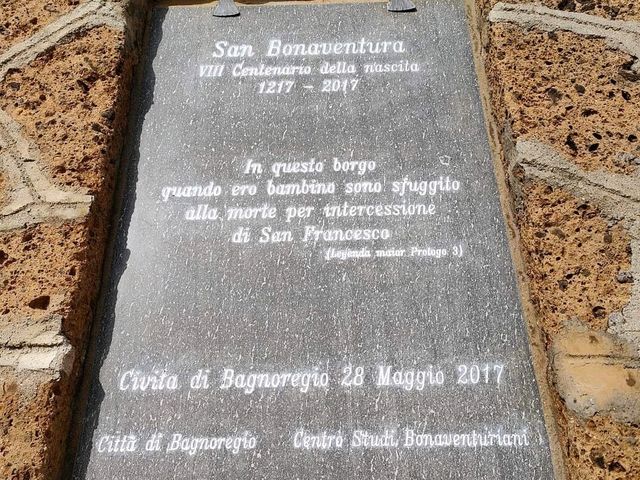 San Bonaventura
VIII Centenario della nascita
1217 - 2017
In questo borgo
quando ero bambino sono sfuggito
alla morte per intercessione
di San Francesco
(Legenda maior Prologo 3)
Civita di Bagnoregio 28 Maggio 2017
Città di Bagnoregio Centro Studi Bonaventuriani